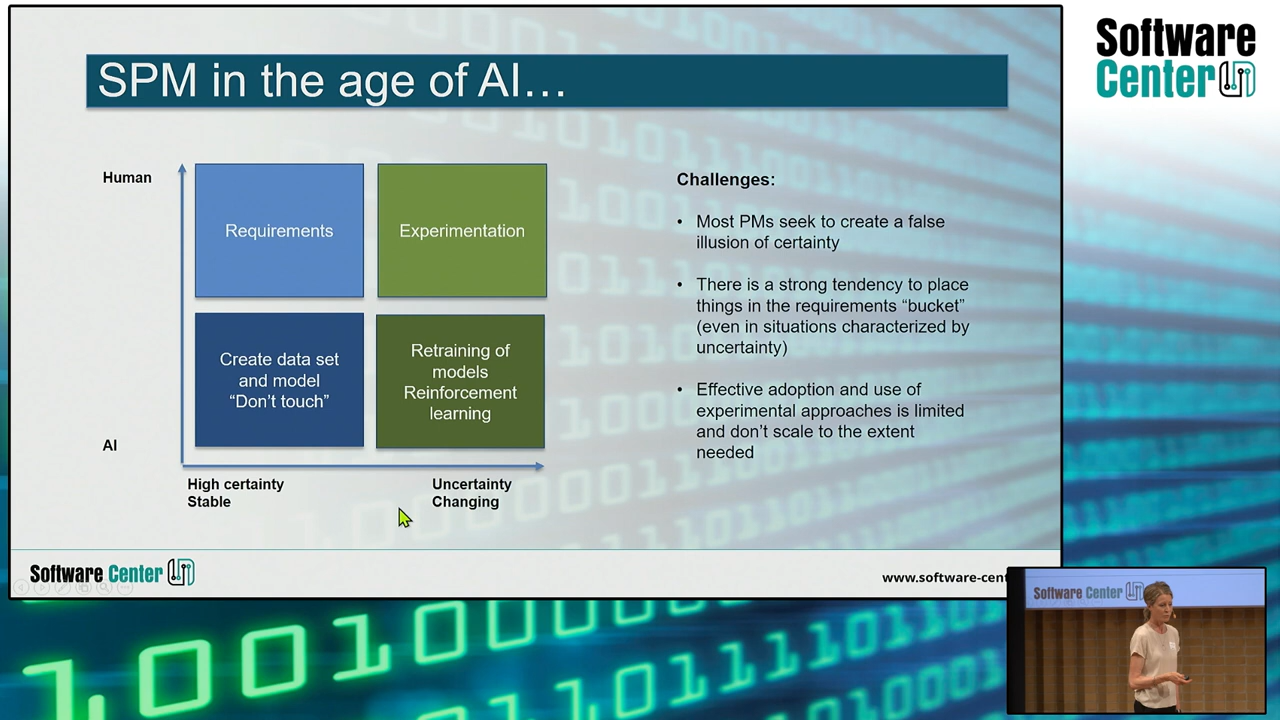 SPM in the age of AI…
Human
Requirements
Experimentation
Create data set
and model
“Don’t touch”
Retraining of
models
Reinforcement
learning
AI
High certainty
Stable
Uncertainty
Changing
Challenges:
• Most PMs seek to create a false
illusion of certainty
• There is a strong tendency to place
things in the requirements “bucket”
(even in situations characterized by
uncertainty)
• Effective adoption and use of
experimental approaches is limited
and don’t scale to the extent
needed
Software Center
www.software-cent
Software
Center
Software Center